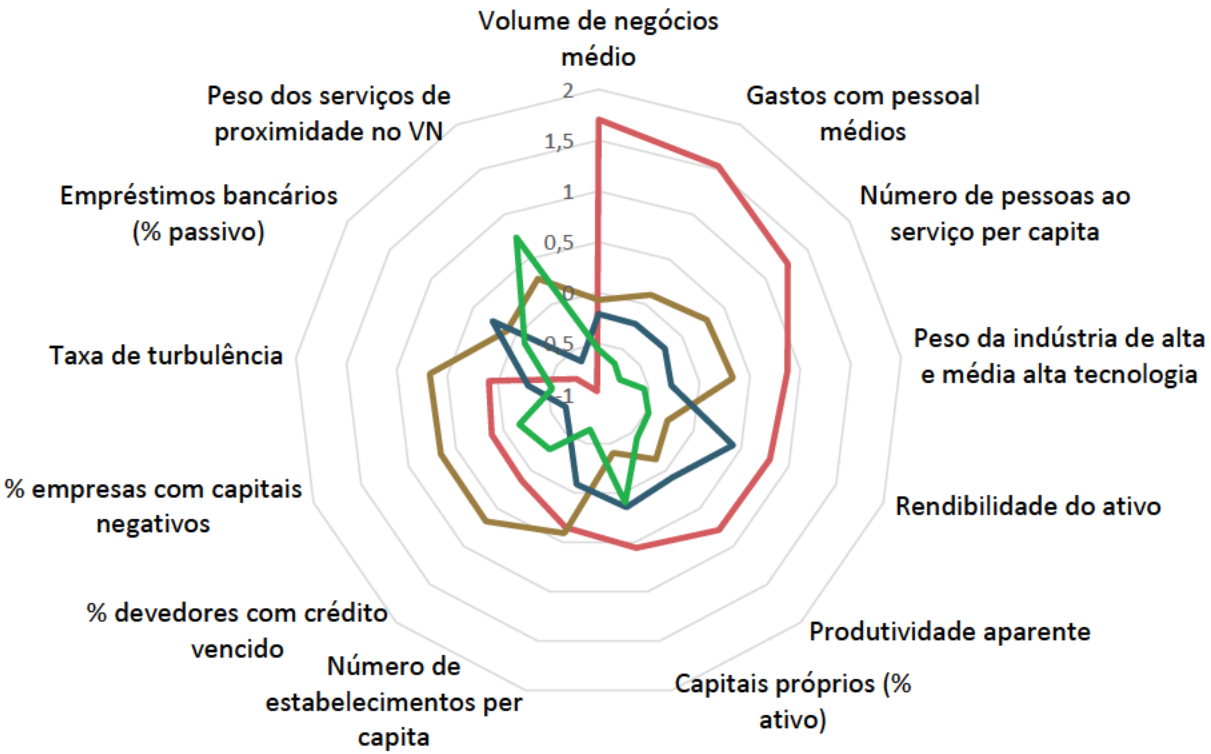 Volume de negócios
médio
Gastos com pessoal
médios
Número de pessoas ao
serviço per capita
Peso da indústria de alta
e média alta tecnologia
Rendibilidade do ativo
Produtividade aparente
Capitais próprios (%
ativo)
Número de
estabelecimentos per
capita
% devedores com crédito
vencido
% empresas com capitais
negativos
Taxa de turbulência
Empréstimos bancários
(% passivo)
Peso dos serviços de
proximidade no VN
2
1,5
1
0,5
0
0,5
-1